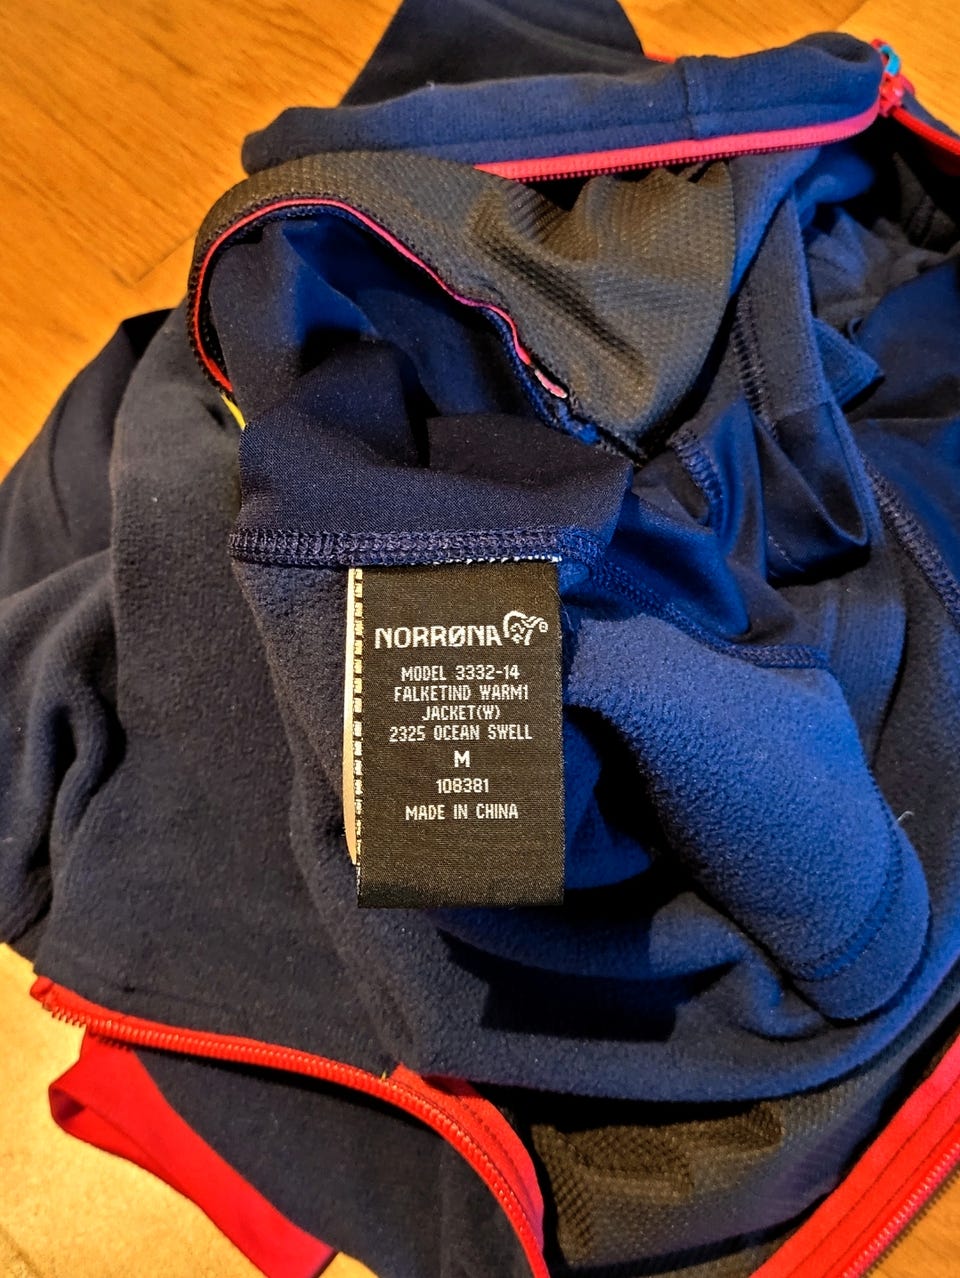 NORRØNA
MODEL 3332-14
FALKETIND WARM1
JACKET(W)
2325 OCEAN SWELL
M
108381
MADE IN CHINA